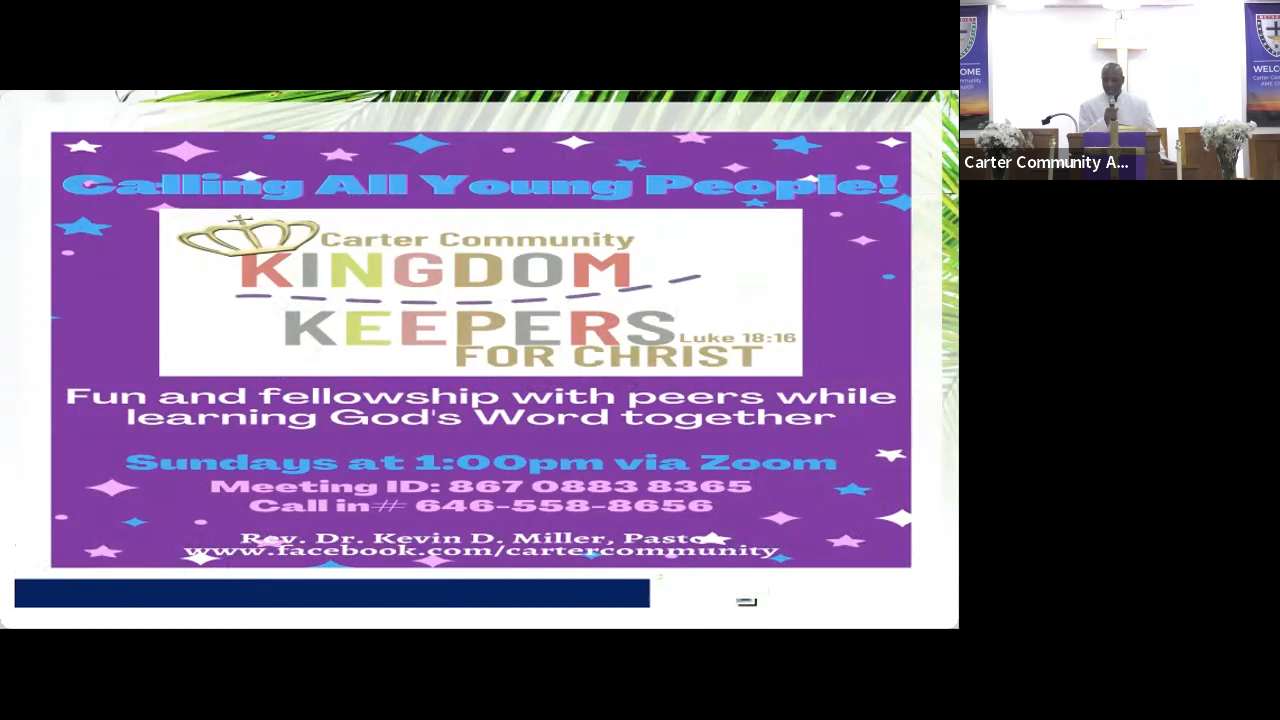 Calling All Young People!
Carter Community
KINGDOM
KEEPERS
Luke 18:16
FOR CHRIST
Fun and fellowship with peers while
learning God's Word together
Sundays at 1:00pm via Zoom
Meeting ID: 867 0883 8365
Call in# 646-558-8656
Rev. Dr. Kevin D. Miller, Pastor
www.facebook.com/cartercommunity
Carter Community A...